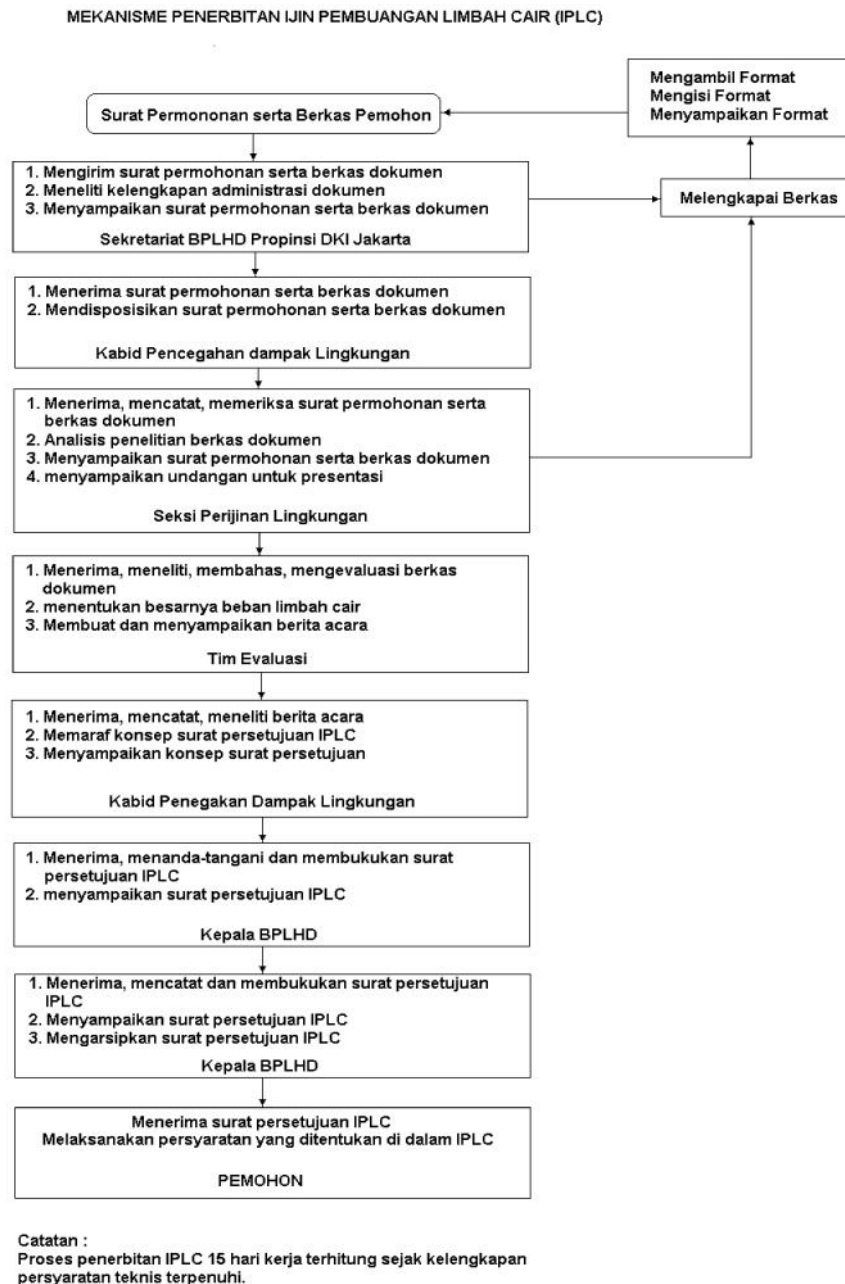 MEKANISME PENERBITAN IJIN PEMBUANGAN LIMBAH CAIR (IPLC)
Mengambil Format
Mengisi Format
Menyampaikan Format
Surat Permononan serta Berkas Pemohon
1. Mengirim surat permohonan serta berkas dokumen
2. Meneliti kelengkapan administrasi dokumen
3. Menyampaikan surat permohonan serta berkas dokumen
Sekretariat BPLHD Propinsi DKI Jakarta
Melengkapai Berkas
1. Menerima surat permohonan serta berkas dokumen
2. Mendisposisikan surat permohonan serta berkas dokumen
Kabid Pencegahan dampak Lingkungan
1. Menerima, mencatat, memeriksa surat permohonan serta
berkas dokumen
2. Analisis penelitian berkas dokumen
3. Menyampaikan surat permohonan serta berkas dokumen
4. menyampaikan undangan untuk presentasi
Seksi Perijinan Lingkungan
1. Menerima, meneliti, membahas, mengevaluasi berkas
dokumen
2. menentukan besarnya beban limbah cair
3. Membuat dan menyampaikan berita acara
Tim Evaluasi
1. Menerima, mencatat, meneliti berita acara
2. Memaraf konsep surat persetujuan IPLC
3. Menyampaikan konsep surat persetujuan
Kabid Penegakan Dampak Lingkungan
1. Menerima, menanda-tangani dan membukukan surat
persetujuan IPLC
2. menyampaikan surat persetujuan IPLC
Kepala BPLHD
1. Menerima, mencatat dan membukukan surat persetujuan
IPLC
2. Menyampaikan surat persetujuan IPLC
3. Mengarsipkan surat persetujuan IPLC
Kepala BPLHD
Menerima surat persetujuan IPLC
Melaksanakan persyaratan yang ditentukan di dalam IPLC
PEMOHON
Catatan :
Proses penerbitan IPLC 15 hari kerja terhitung sejak kelengkapan
persyaratan teknis terpenuhi.